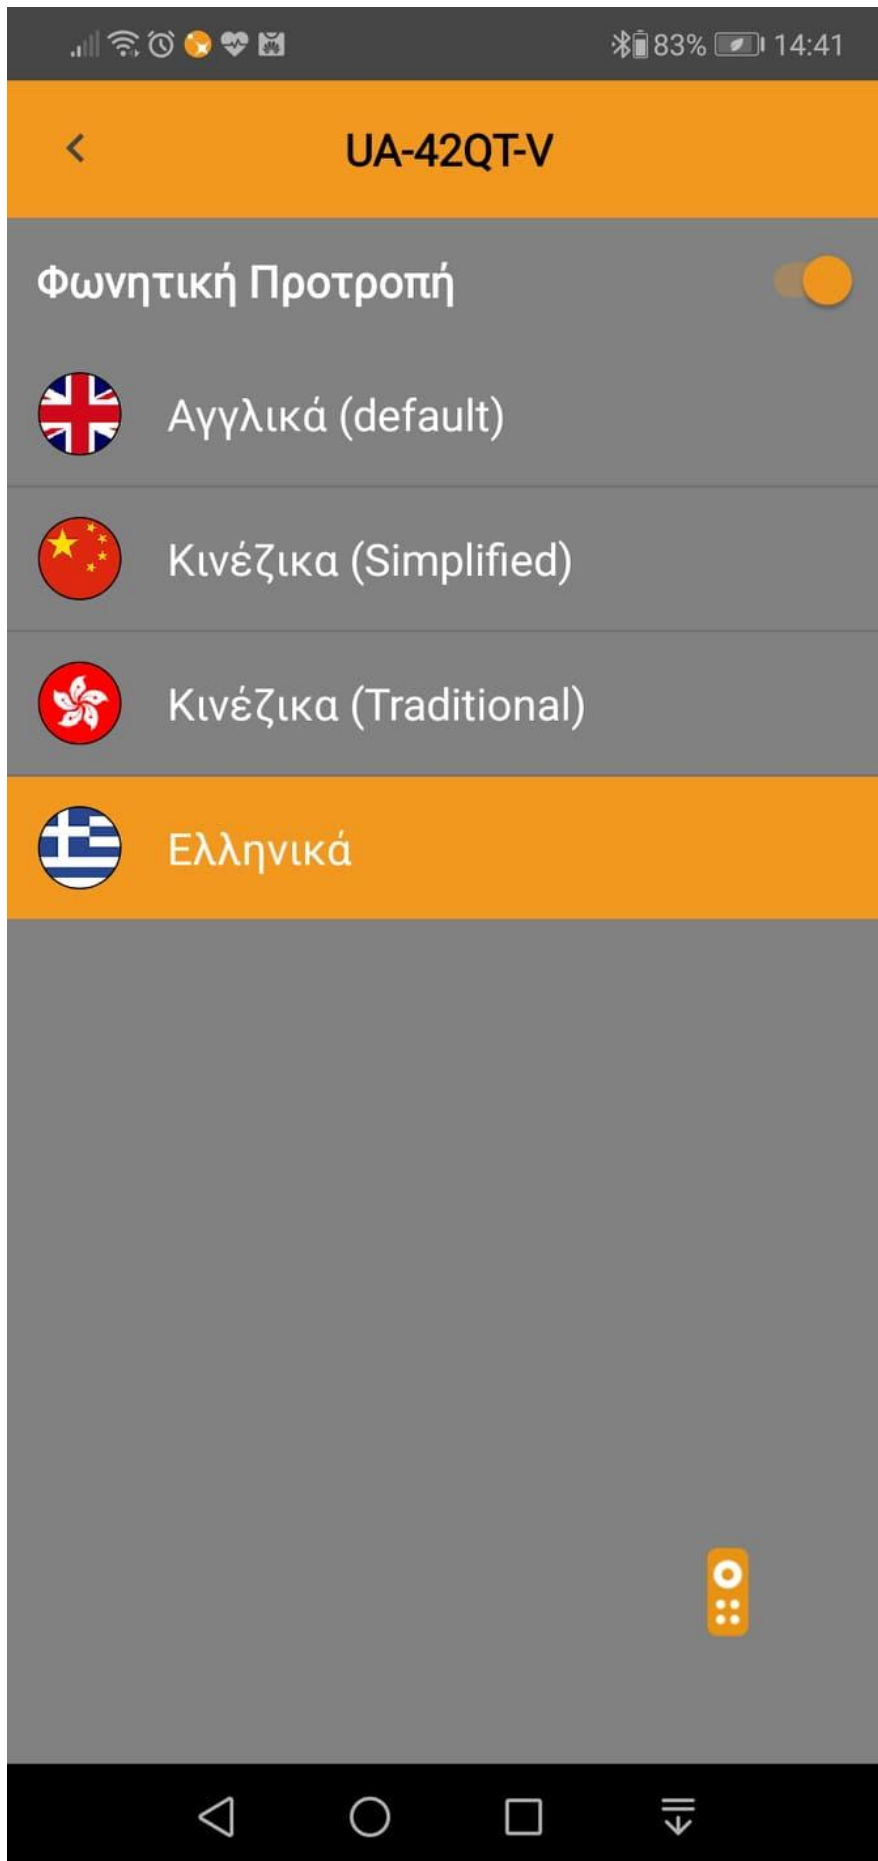 83% 14:41
UA-42QT-V
Φωνητική Προτροπή
Αγγλικά (default)
Κινέζικα (Simplified)
Κινέζικα (Traditional)
Ελληνικά